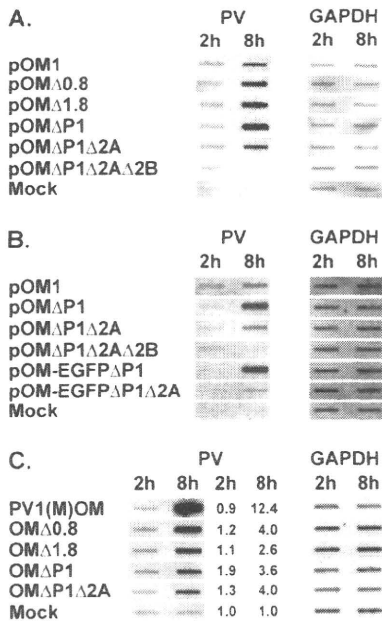 A. PV GAPDH
2h 8h 2h 8h
pOM1
pOMΔ0.8
pOMΔ1.8
pOMΔP1
pOMΔP1Δ2A
pOMΔP1Δ2AΔ2B
Mock
B. PV GAPDH
2h 8h 2h 8h
pOM1
pOMΔP1
pOMΔP1Δ2A
pOMΔP1Δ2AΔ2B
pOM-EGFPΔP1
pOM-EGFPΔP1Δ2A
Mock
C. PV GAPDH
2h 8h 2h 8h 2h 8h
PV1(M)OM 0.9 12.4
OMΔ0.8 1.2 4.0
OMΔ1.8 1.1 2.6
OMΔP1 1.9 3.6
OMΔP1Δ2A 1.3 4.0
Mock 1.0 1.0